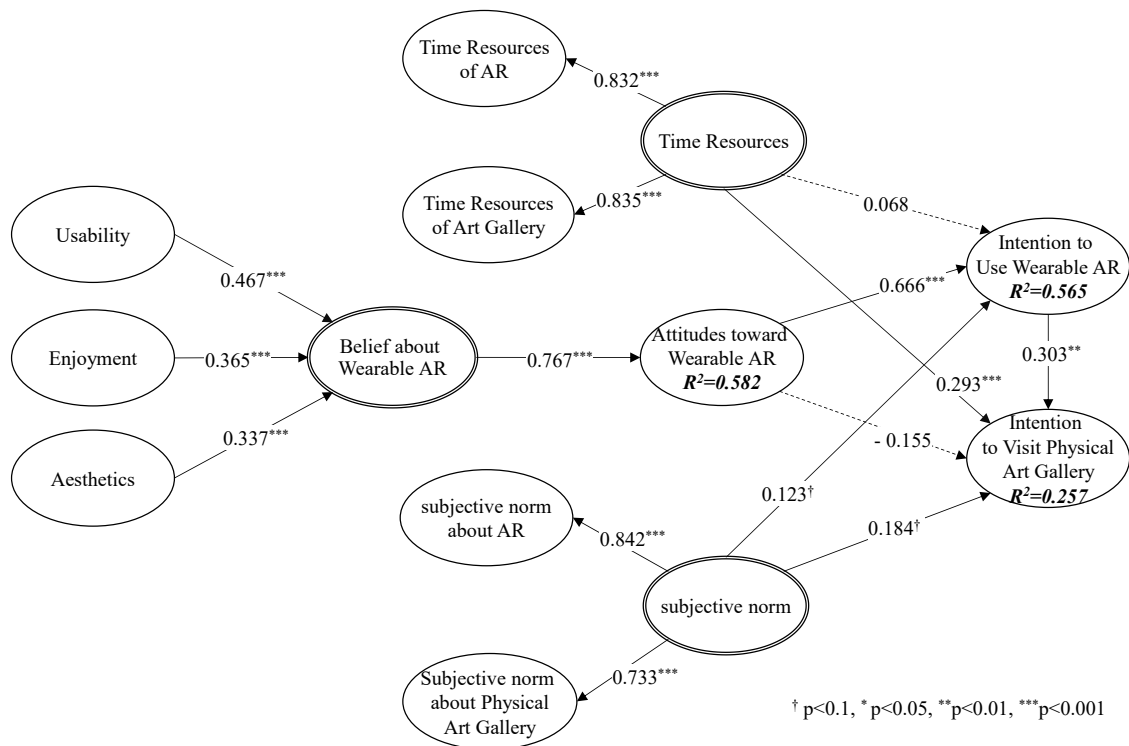 Time Resources
of AR
0.832***
Time Resources
0.835***
Time Resources
of Art Gallery
0.068
Usability
0.467***
Intention to
Use Wearable AR
R²=0.565
0.666***
Enjoyment
0.365***
Belief about
Wearable AR
0.767***
Attitudes toward
Wearable AR
R²=0.582
0.303**
0.293***
0.337***
Aesthetics
- 0.155
Intention
to Visit Physical
Art Gallery
R²=0.257
0.123†
subjective norm
about AR
0.842***
0.184†
subjective norm
0.733***
Subjective norm
about Physical
Art Gallery
† p<0.1, * p<0.05, **p<0.01, ***p<0.001